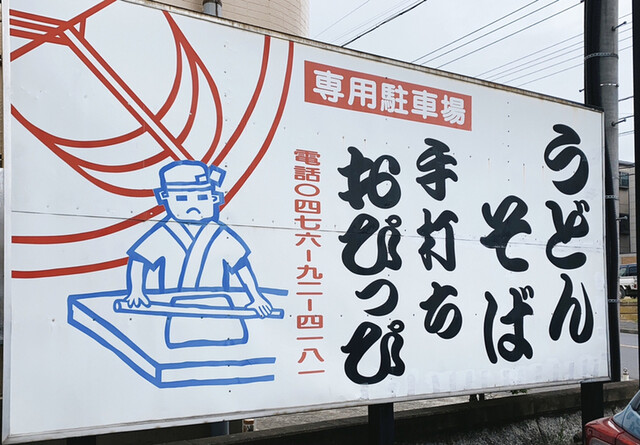 専用駐車場
うどん
そば
手打ち
おぴっぴ
電話〇四七六-九二-四一八一